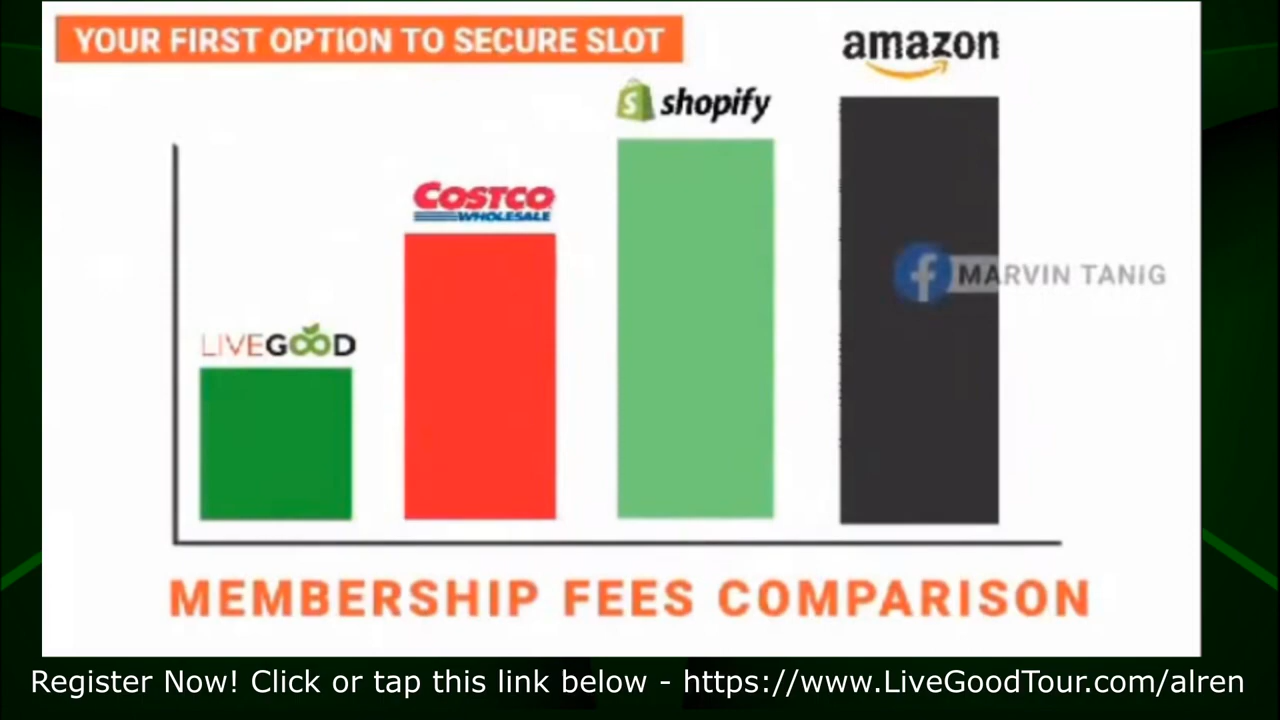 YOUR FIRST OPTION TO SECURE SLOT
amazon
shopify
COSTCO
WHOLESALE
MARVIN TANIG
LIVEGOOD
MEMBERSHIP FEES COMPARISON
Register Now! Click or tap this link below - https://www.LiveGoodTour.com/alren